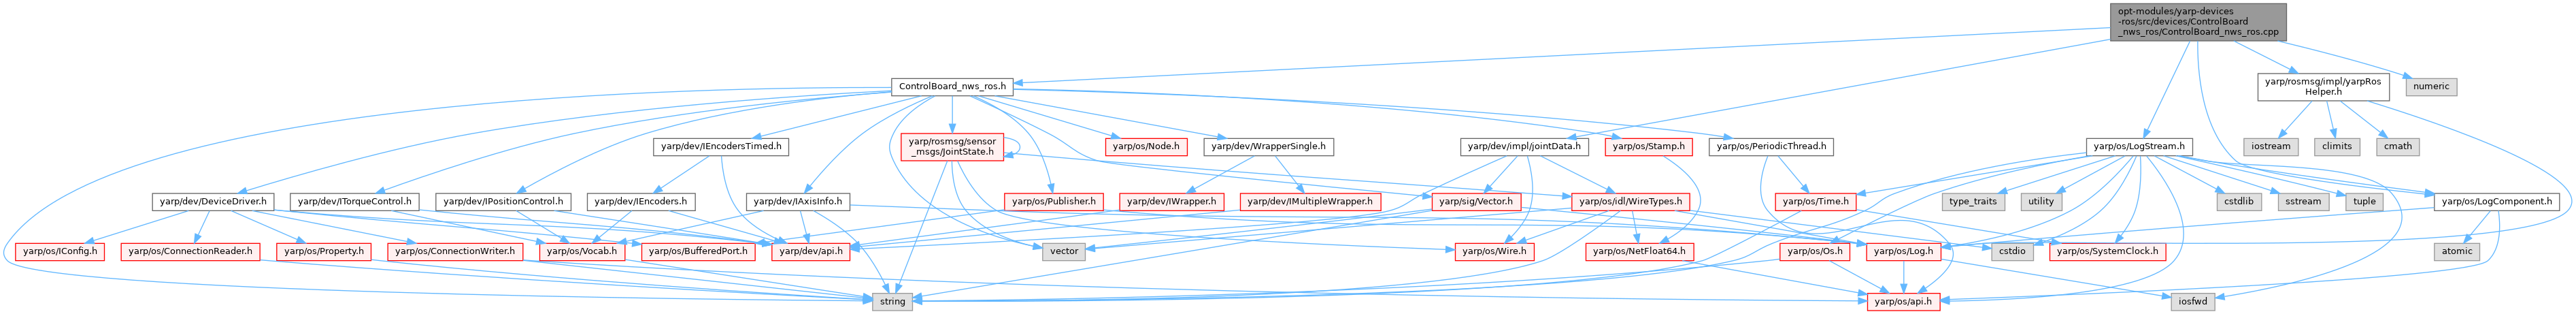 opt-modules/yarp-devices
-ros/src/devices/ControlBoard
_nws_ros/ControlBoard_nws_ros.cpp
ControlBoard_nws_ros.h
yarp/rosmsg/impl/yarpRos
Helper.h
numeric
yarp/dev/IEncodersTimed.h
yarp/rosmsg/sensor
_msgs/JointState.h
yarp/os/Node.h
yarp/dev/WrapperSingle.h
yarp/dev/impl/jointData.h
yarp/os/Stamp.h
yarp/os/PeriodicThread.h
yarp/os/LogStream.h
iostream
climits
cmath
yarp/dev/DeviceDriver.h
yarp/dev/ITorqueControl.h
yarp/dev/IPositionControl.h
yarp/dev/IEncoders.h
yarp/dev/IAxisInfo.h
yarp/os/Publisher.h
yarp/dev/IWrapper.h
yarp/dev/IMultipleWrapper.h
yarp/sig/Vector.h
yarp/os/idl/WireTypes.h
yarp/os/Time.h
type_traits
utility
cstdlib
sstream
tuple
yarp/os/LogComponent.h
yarp/os/IConfig.h
yarp/os/ConnectionReader.h
yarp/os/Property.h
yarp/os/ConnectionWriter.h
yarp/os/Vocab.h
yarp/os/BufferedPort.h
yarp/dev/api.h
vector
yarp/os/Wire.h
yarp/os/NetFloat64.h
cstdio
yarp/os/Os.h
yarp/os/Log.h
yarp/os/SystemClock.h
atomic
string
yarp/os/api.h
iosfwd